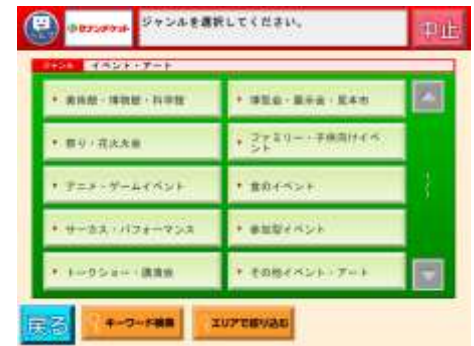 セブンチケット
ジャンルを選択してください。
中止
ジャンル イベント・アート
・美術館・博物館・科学館
・博覧会・展示会・見本市
・祭り・花火大会
・ファミリー・子供向けイベ
ント
・アニメ・ゲームイベント
・食のイベント
・サーカス・パフォーマンス
・参加型イベント
・トークショー・講演会
・その他イベント・アート
戻る
キーワード検索
エリアで絞り込む